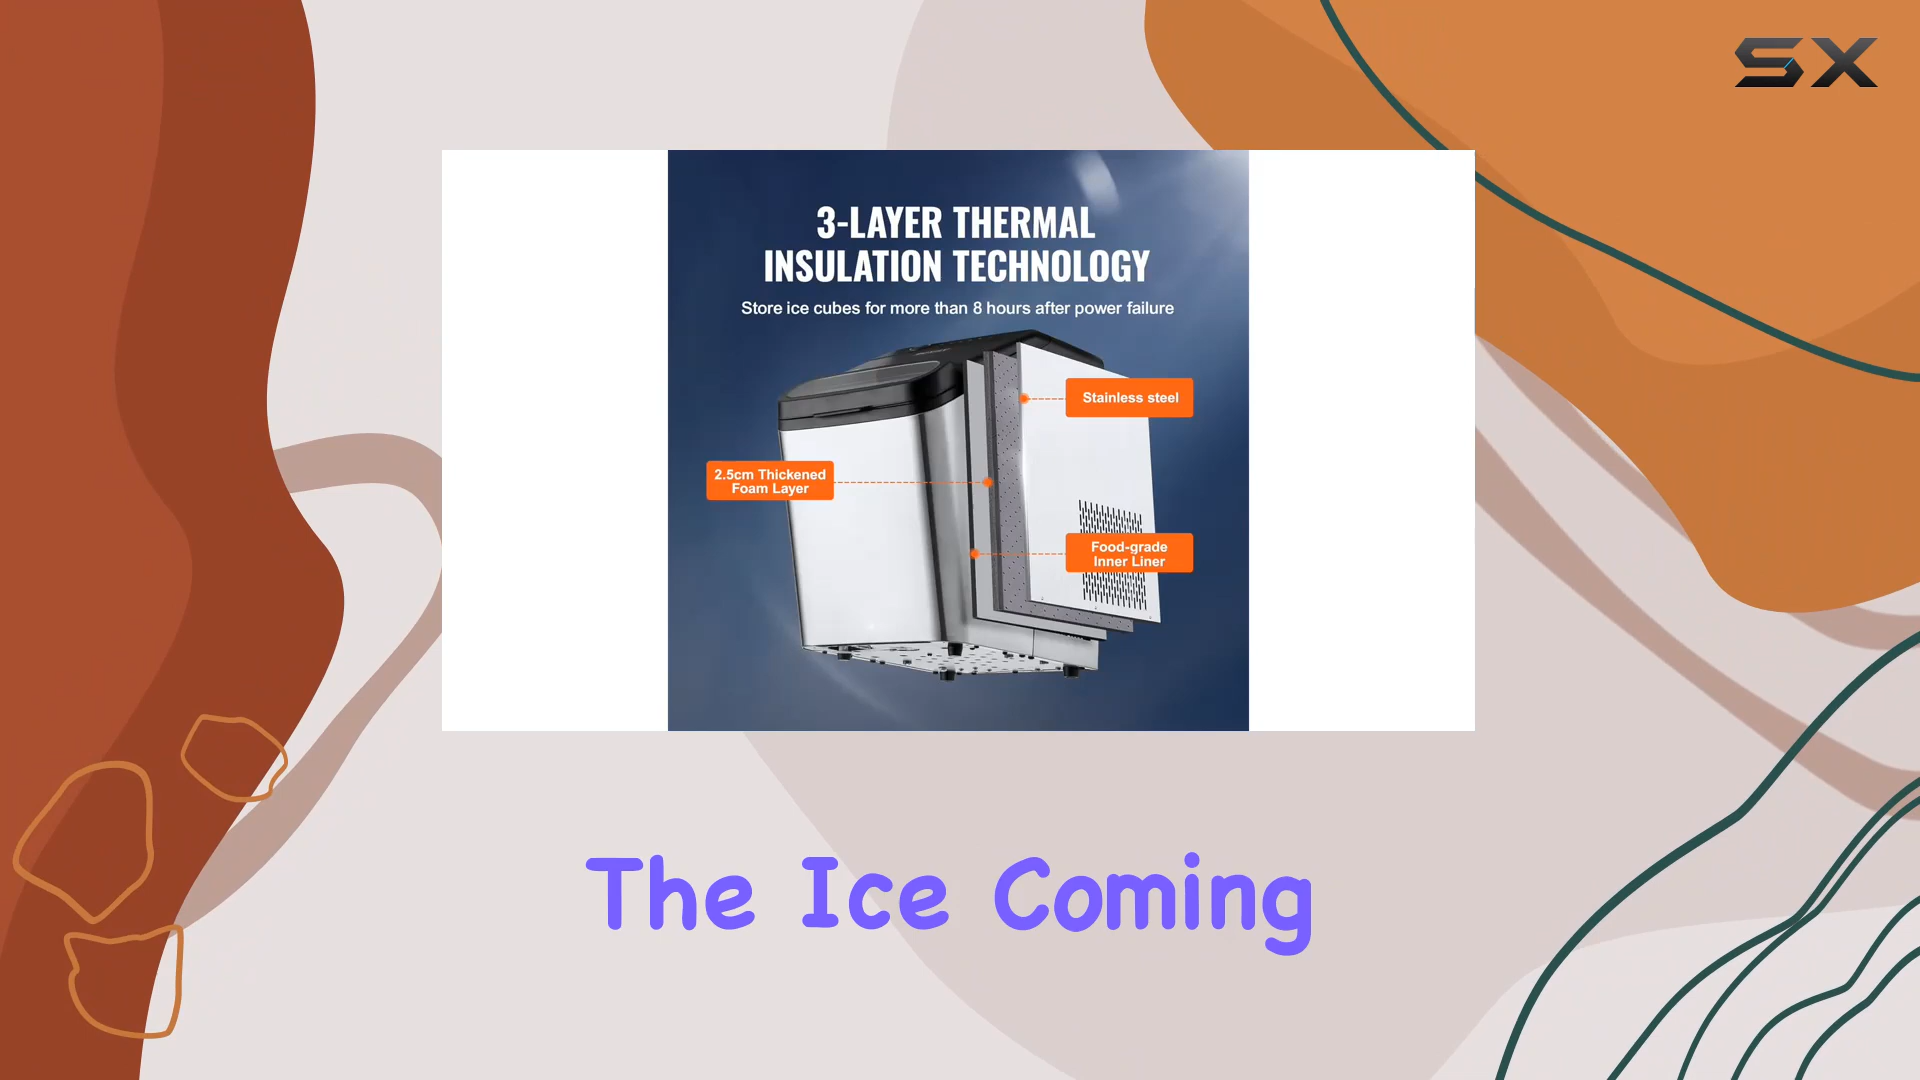 SX
3-LAYER THERMAL
INSULATION TECHNOLOGY
Store ice cubes for more than 8 hours after power failure
Stainless steel
2.5cm Thickened
Foam Layer
Food-grade
Inner Liner
The Ice Coming